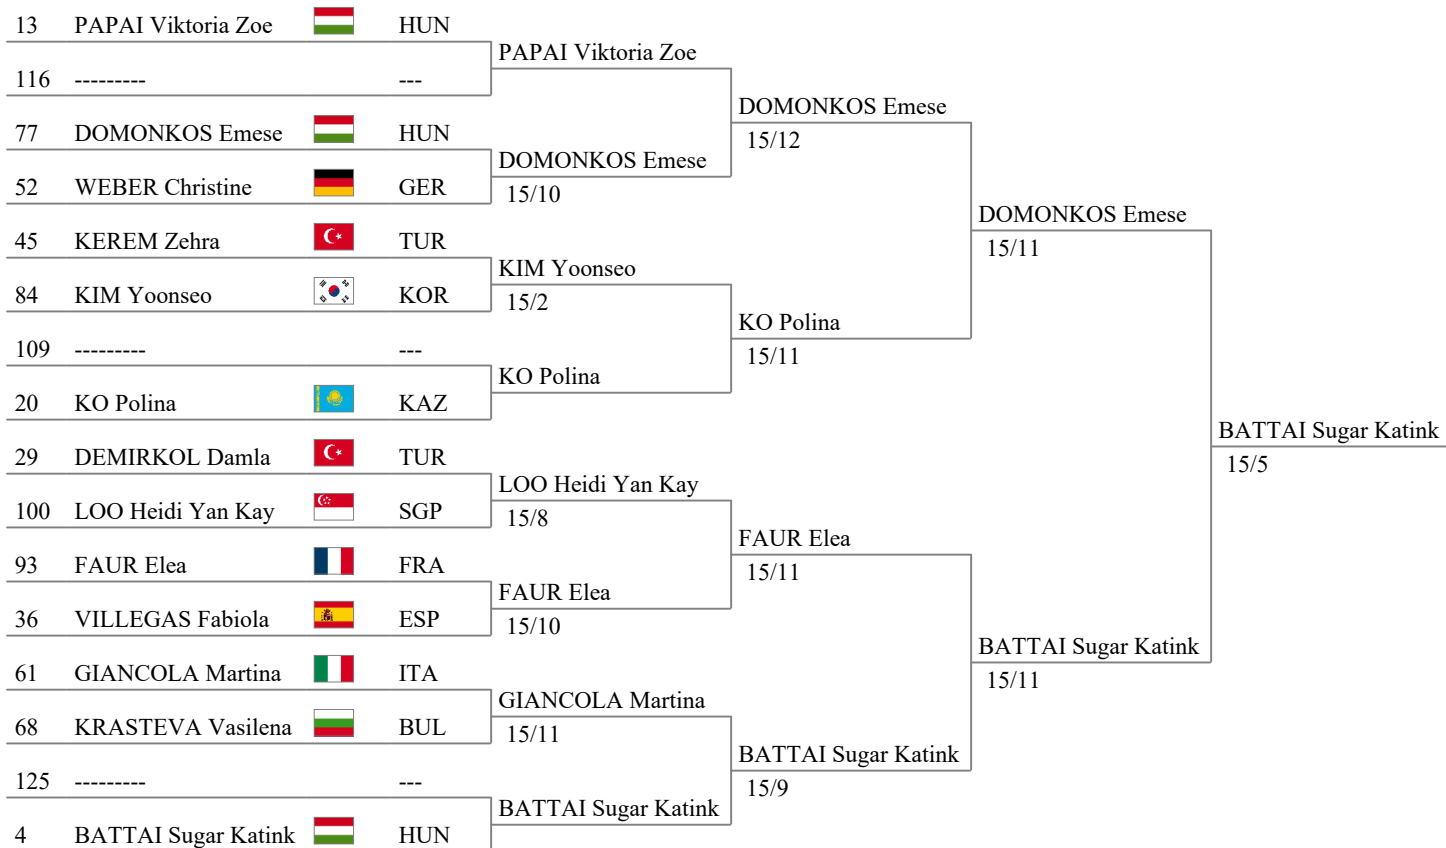 13 PAPAI Viktoria Zoe HUN
PAPAI Viktoria Zoe
116 --------- ---
DOMONKOS Emese
15/12
77 DOMONKOS Emese HUN
DOMONKOS Emese
15/10
52 WEBER Christine GER
DOMONKOS Emese
15/11
45 KEREM Zehra TUR
KIM Yoonseo
15/2
84 KIM Yoonseo KOR
KO Polina
15/11
109 --------- ---
KO Polina
20 KO Polina KAZ
BATTAI Sugar Katink
15/5
29 DEMIRKOL Damla TUR
LOO Heidi Yan Kay
15/8
100 LOO Heidi Yan Kay SGP
FAUR Elea
15/11
93 FAUR Elea FRA
FAUR Elea
15/10
36 VILLEGAS Fabiola ESP
BATTAI Sugar Katink
15/11
61 GIANCOLA Martina ITA
GIANCOLA Martina
15/11
68 KRASTEVA Vasilena BUL
BATTAI Sugar Katink
15/9
125 --------- ---
BATTAI Sugar Katink
4 BATTAI Sugar Katink HUN